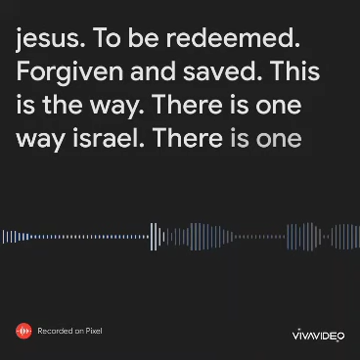 jesus. To be redeemed.
Forgiven and saved. This
is the way. There is one
way israel. There is one
Recorded on Pixel
VIVAVIDEO